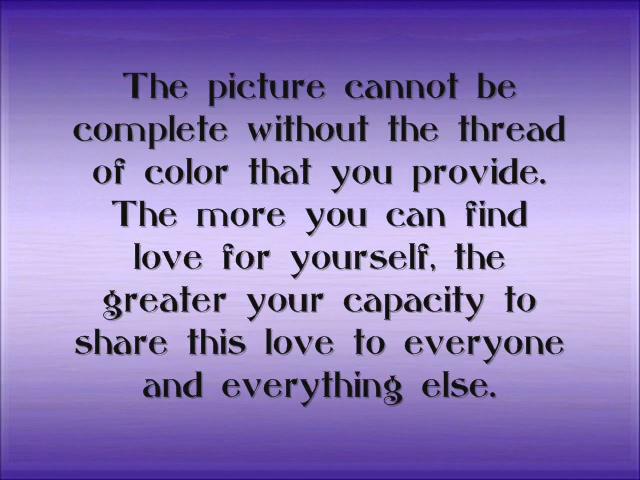 The picture cannot be
complete without the thread
of color that you provide.
The more you can find
love for yourself, the
greater your capacity to
share this love to everyone
and everything else.